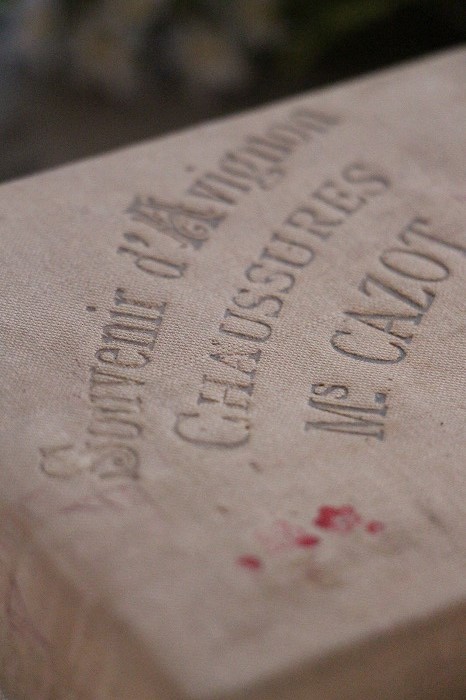 Souvenir d'Avignon
CHAUSSURES
Ms. CAZOT